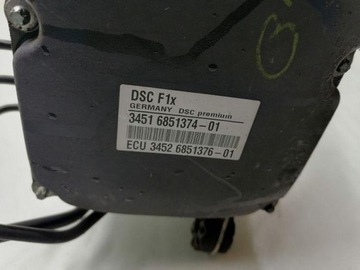 DSC F1x
GERMANY DSC premium
3451 6851374-01
ECU 3452 6851376-01